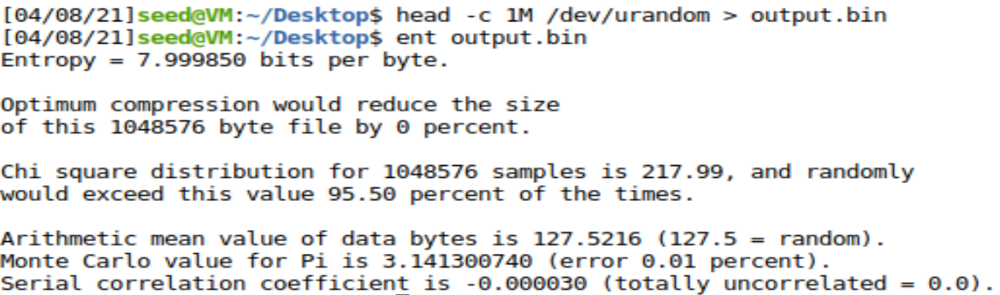 [04/08/21]seed@VM:~/Desktop$ head -c 1M /dev/urandom > output.bin
[04/08/21]seed@VM:~/Desktop$ ent output.bin
Entropy = 7.999850 bits per byte.
Optimum compression would reduce the size
of this 1048576 byte file by 0 percent.
Chi square distribution for 1048576 samples is 217.99, and randomly
would exceed this value 95.50 percent of the times.
Arithmetic mean value of data bytes is 127.5216 (127.5 = random).
Monte Carlo value for Pi is 3.141300740 (error 0.01 percent).
Serial correlation coefficient is -0.000030 (totally uncorrelated = 0.0).